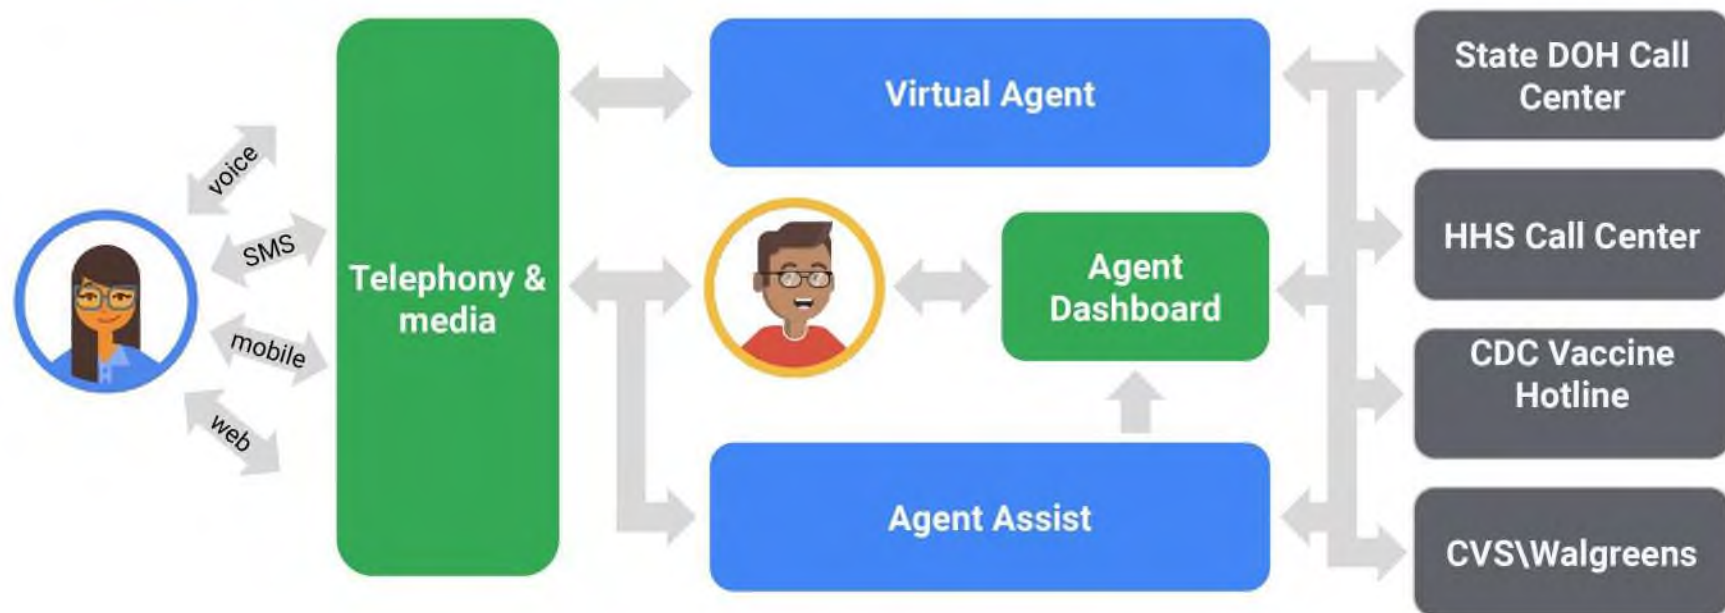 voice
SMS
mobile
web
Telephony &
media
Virtual Agent
Agent
Dashboard
Agent Assist
State DOH Call
Center
HHS Call Center
CDC Vaccine
Hotline
CVS\Walgreens